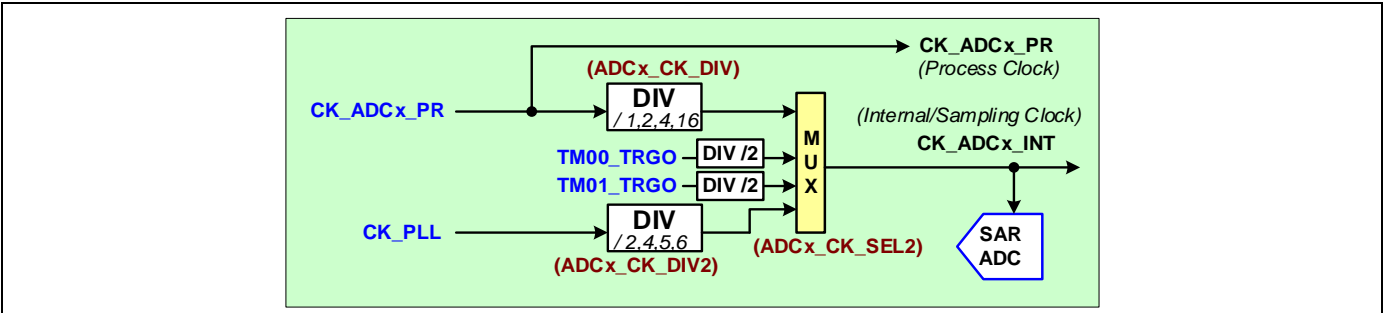 CK_ADCx_PR
(Process Clock)
(ADCx_CK_DIV)
DIV
/ 1,2,4,16
CK_ADCx_PR
(Internal/Sampling Clock)
CK_ADCx_INT
TM00_TRGO
DIV /2
TM01_TRGO
DIV /2
M
U
X
CK_PLL
DIV
/ 2,4,5,6
(ADCx_CK_DIV2)
(ADCx_CK_SEL2)
SAR
ADC